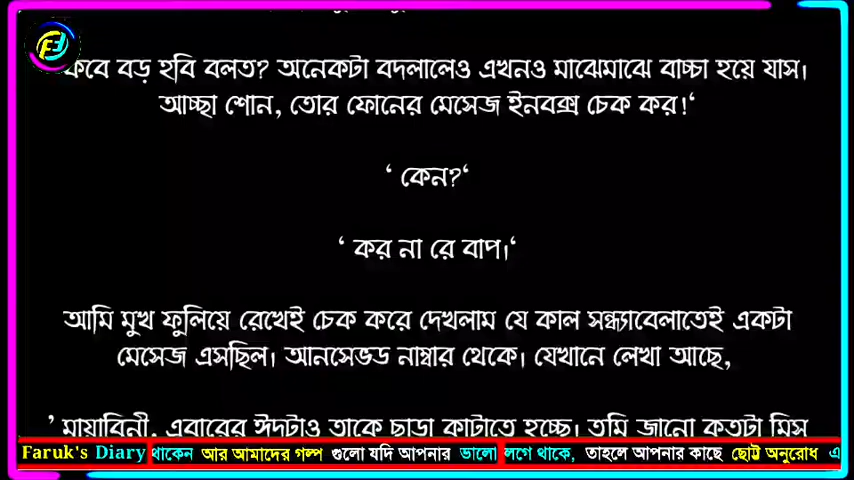 কবে বড় হবি বলত? অনেকটা বদলালেও এখনও মাঝেমাঝে বাচ্চা হয়ে যাস।
আচ্ছা শোন, তোর ফোনের মেসেজ ইনবক্স চেক কর!‘
‘ কেন?‘
‘ কর না রে বাপ।‘
আমি মুখ ফুলিয়ে রেখেই চেক করে দেখলাম যে কাল সন্ধ্যাবেলাতেই একটা
মেসেজ এসছিল। আনসেভড নাম্বার থেকে। যেখানে লেখা আছে,
’ মায়াবিনী, এবারের ঈদটাও তাকে ছাড়া কাটাতে হচ্ছে। তুমি জানো কতটা মিস
Faruk's Diary থাকেন আর আমাদের গল্প গুলো যদি আপনার ভালো লেগে থাকে, তাহলে আপনার কাছে ছোট্ট অনুরোধ এ